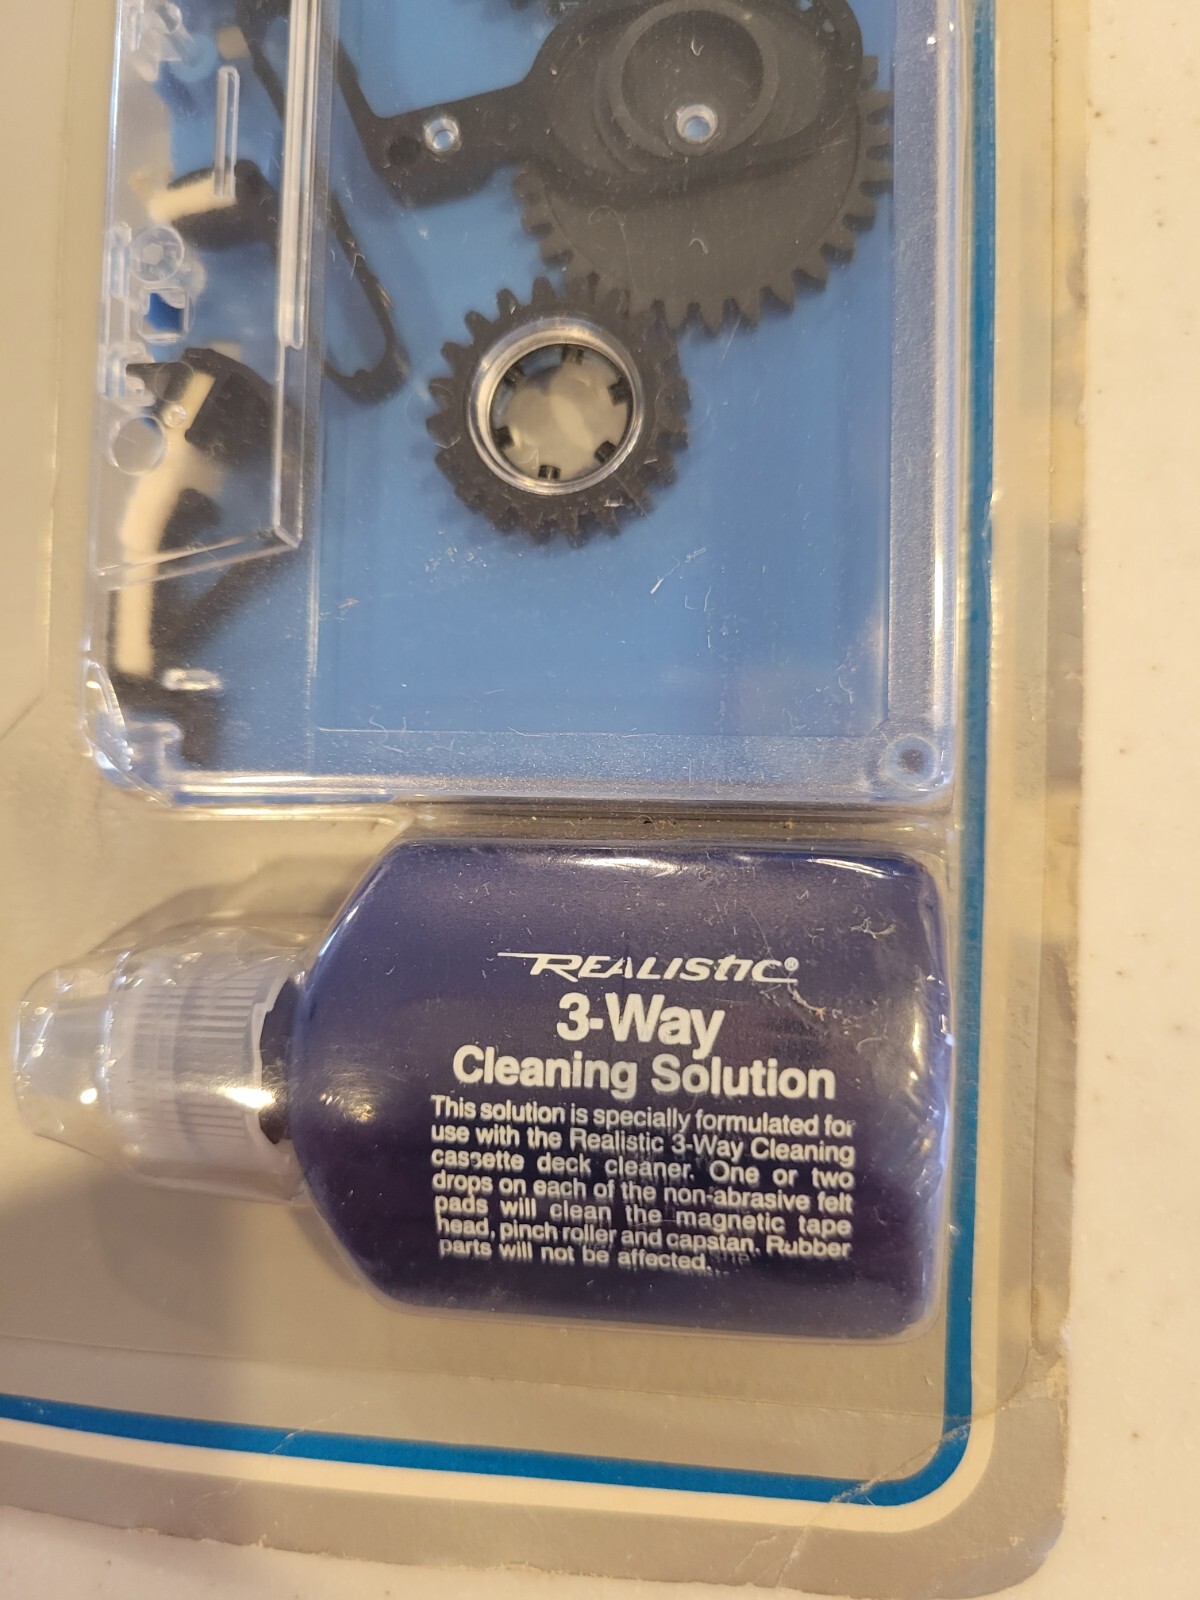 REALISTIC®
3-Way
Cleaning Solution
This solution is specially formulated for
use with the Realistic 3-Way Cleaning
cassette deck cleaner. One or two
drops on each of the non-abrasive felt
pads will clean the magnetic tape
head, pinch roller and capstan. Rubber
parts will not be affected.